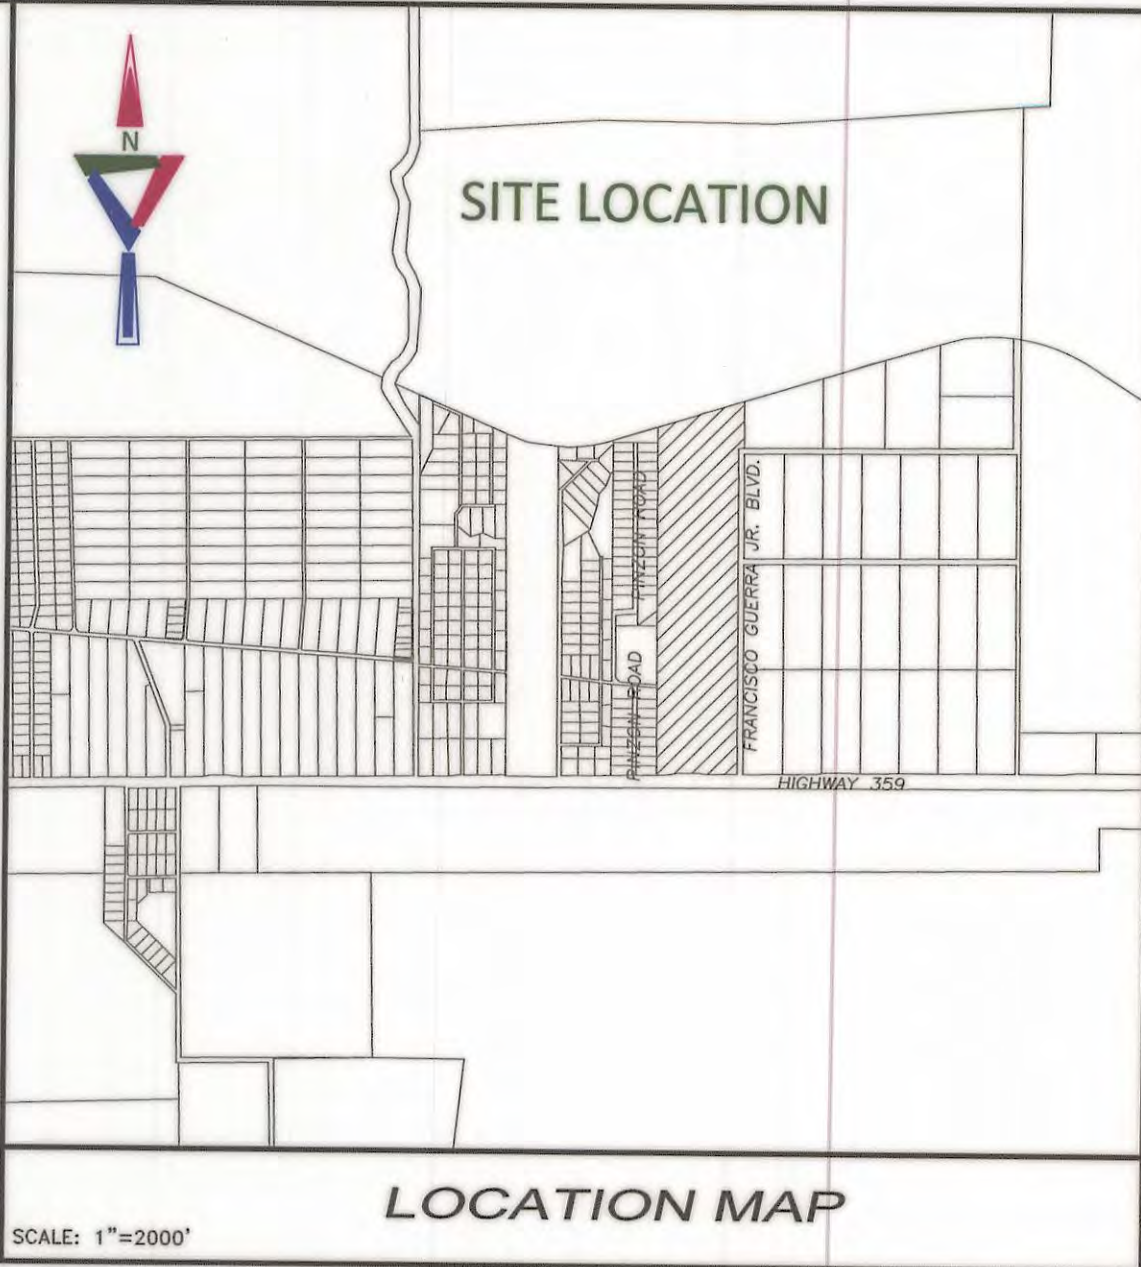 N
SITE LOCATION
PINZON ROAD
PINZON ROAD
FRANCISCO GUERRA JR. BLVD.
HIGHWAY 359
LOCATION MAP
SCALE: 1"=2000'